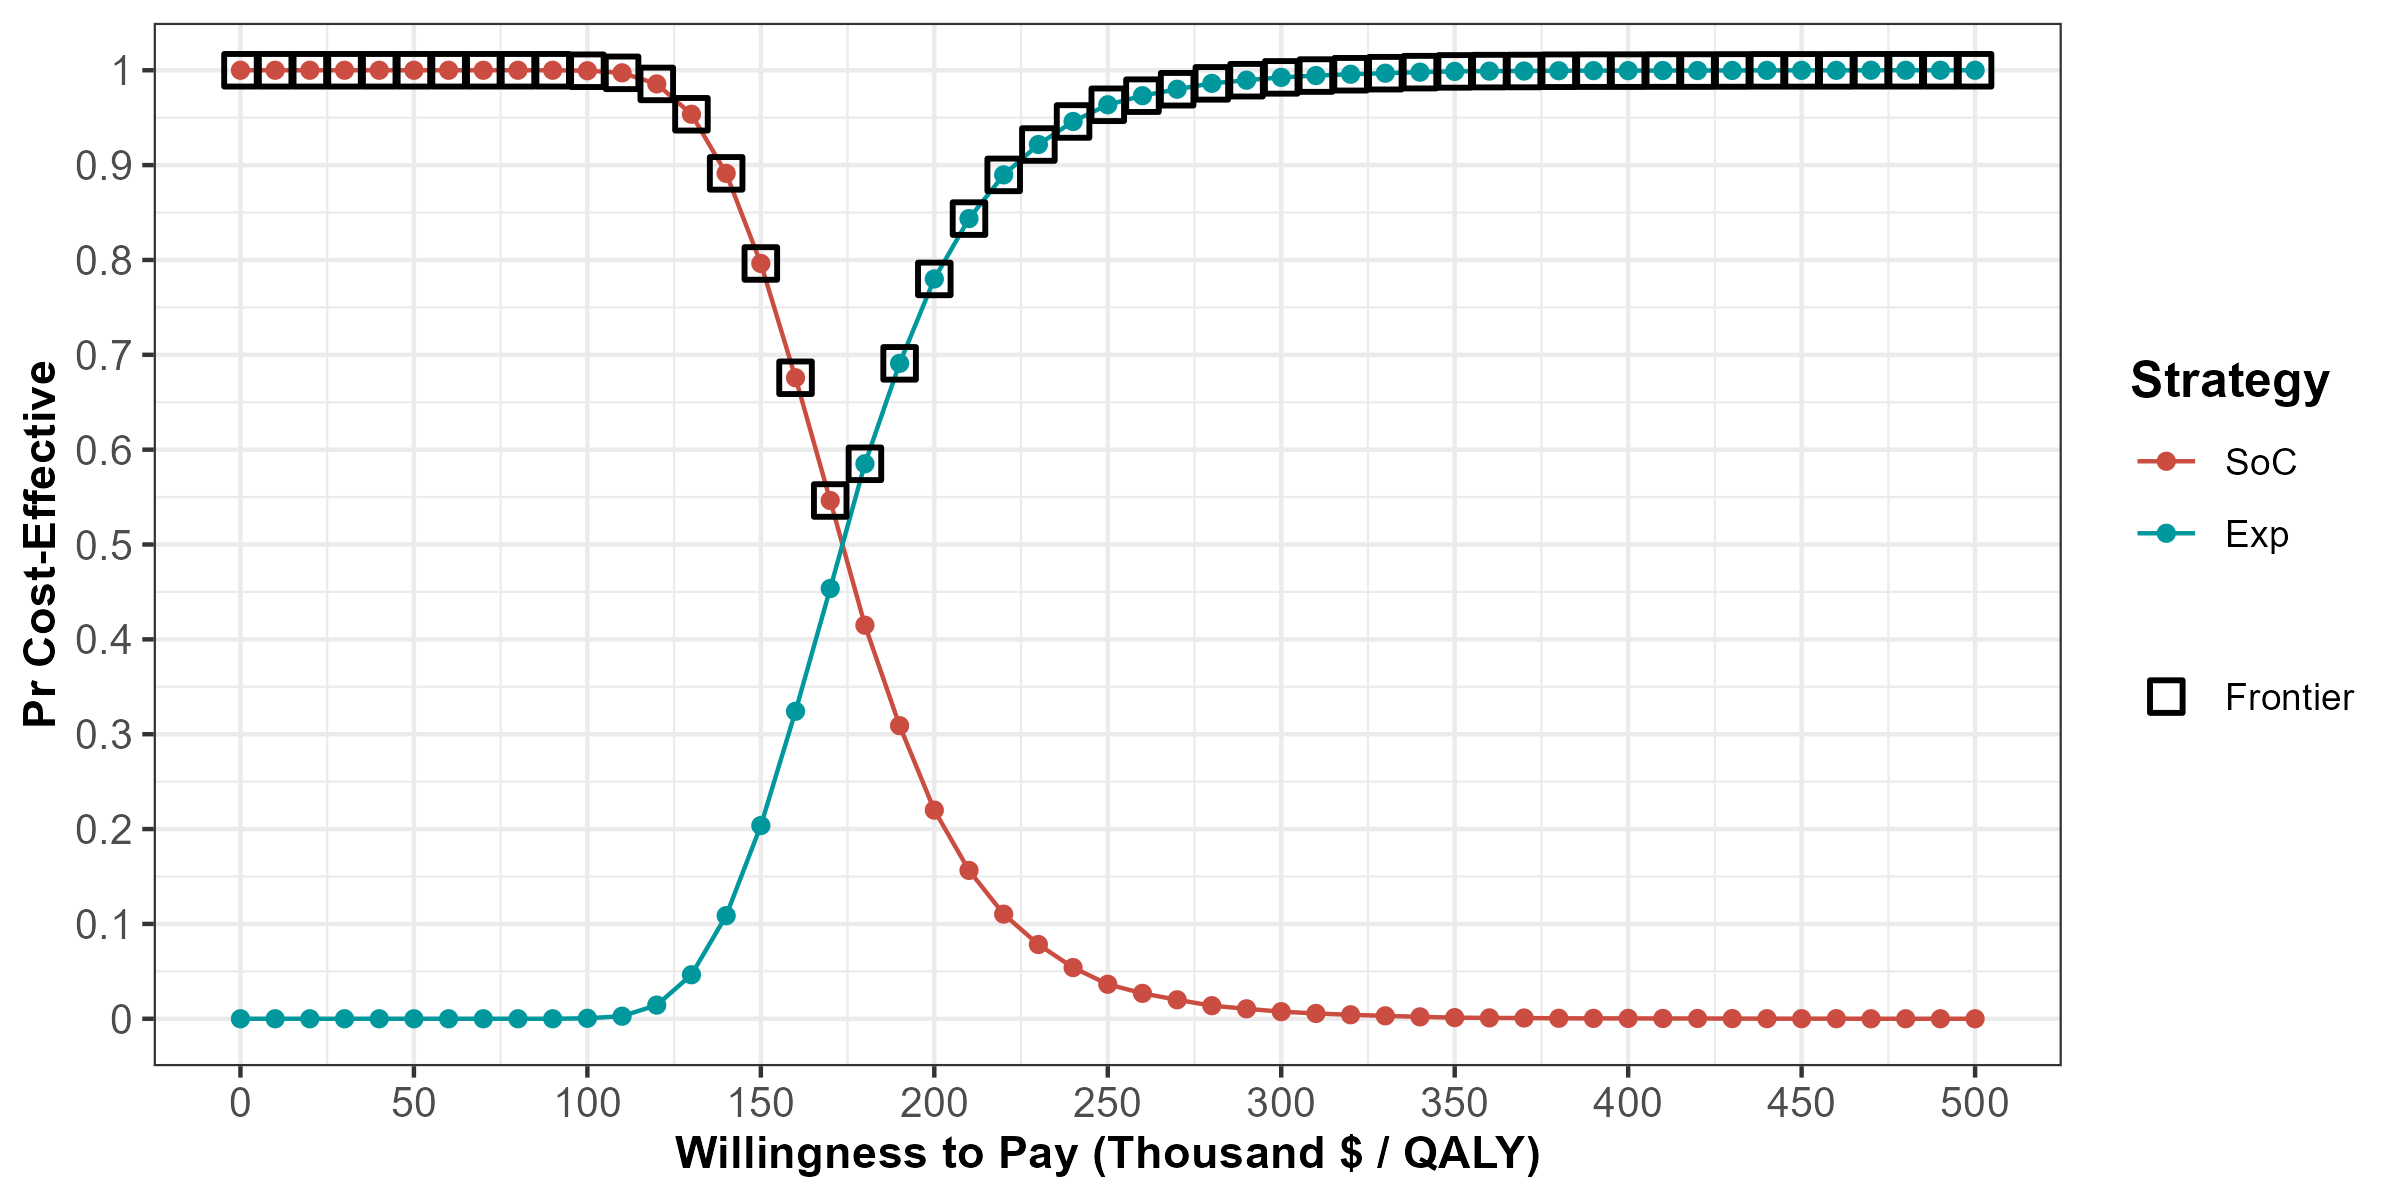 Pr Cost-Effective
1
0.9
0.8
0.7
0.6
0.5
0.4
0.3
0.2
0.1
0
0 50 100 150 200 250 300 350 400 450 500
Willingness to Pay (Thousand $ / QALY)
Strategy
SoC
Exp
Frontier